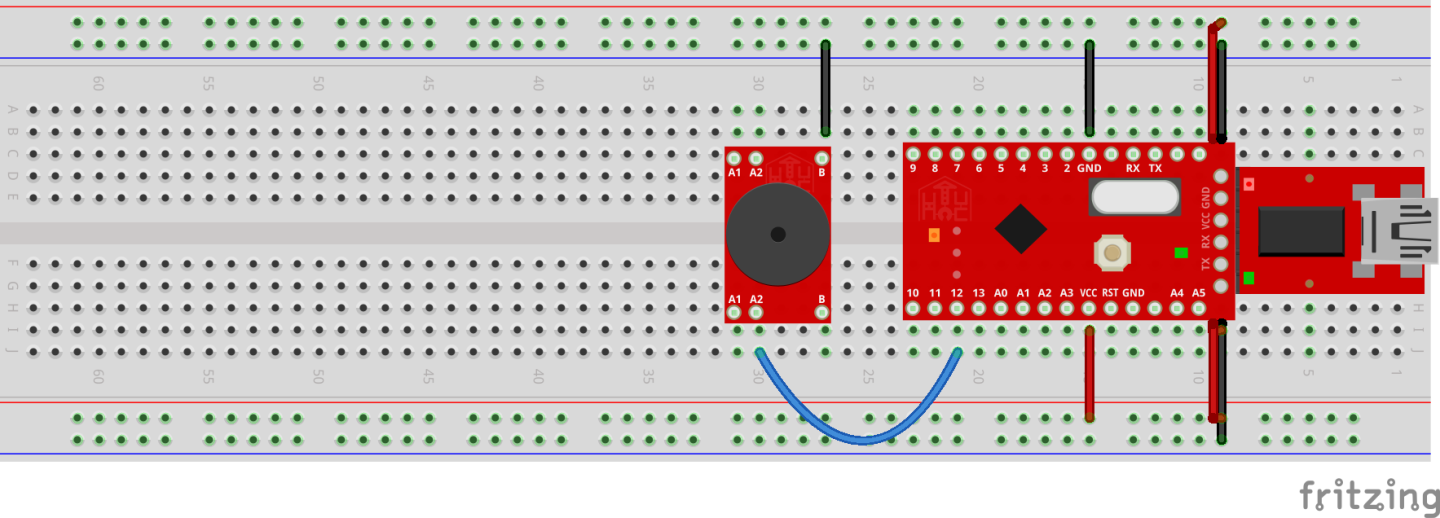 60 55 50 45 40 35 30 25 20 10 5 1
A A
B B
C C
D D
E
F F
G
H H
I I
J J
A1 A2 B
A1 A2 B
9 8 7 6 5 4 3 2 GND RX TX
10 11 12 13 A0 A1 A2 A3 VCC RST GND A4 A5
TX RX VCC GND
60 55 50 45 40 35 30 25 20 10 5 1
fritzing